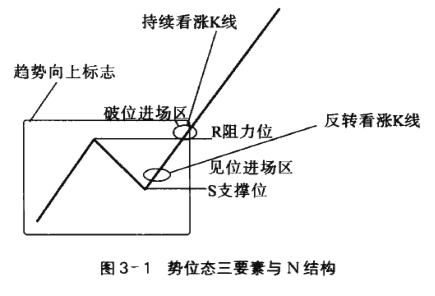 持续看涨K线
趋势向上标志
破位进场区
R阻力位
反转看涨K线
见位进场区
S支撑位
图3-1 势位态三要素与N结构